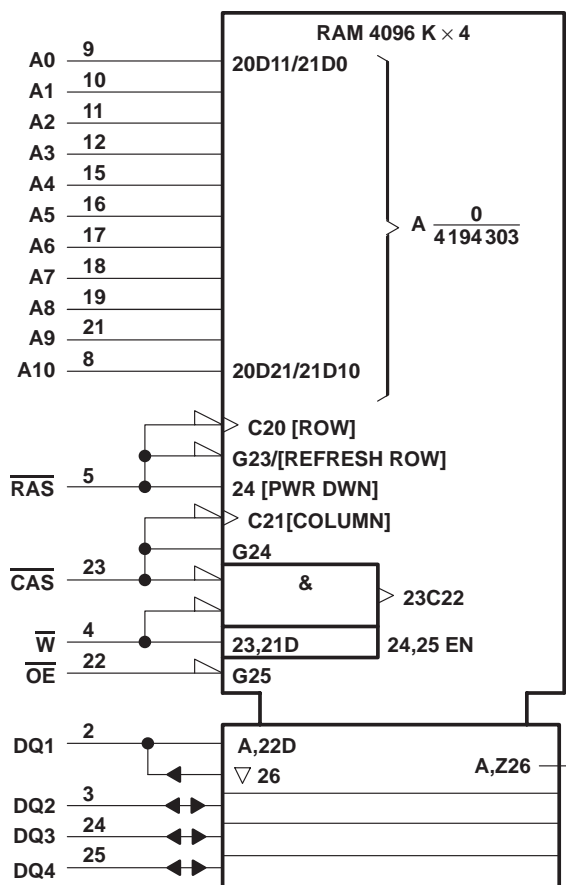 RAM 4096 K × 4
A0 9 20D11/21D0
A1 10
A2 11
A3 12
A4 15
A5 16
A6 17
A7 18
A8 19
A9 21
A10 8 20D21/21D10
A 0
4 194 303
C20 [ROW]
G23/[REFRESH ROW]
RAS 5 24 [PWR DWN]
C21[COLUMN]
G24
CAS 23 & 23C22
W 4 23,21D 24,25 EN
OE 22 G25
DQ1 2 A,22D
26 A,Z26
DQ2 3
DQ3 24
DQ4 25